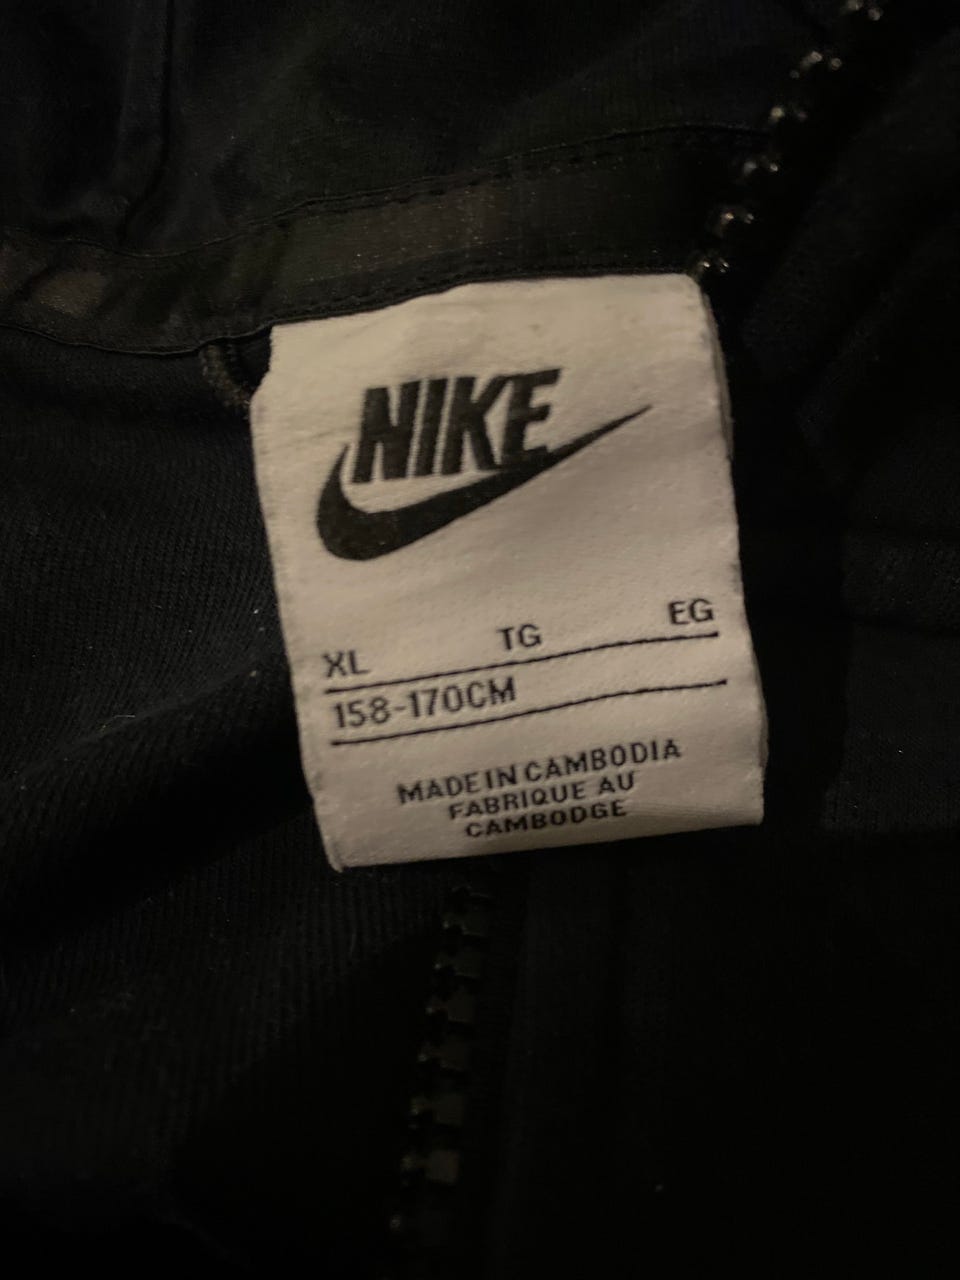 NIKE
XL TG EG
158-170CM
MADE IN CAMBODIA
FABRIQUE AU
CAMBODGE